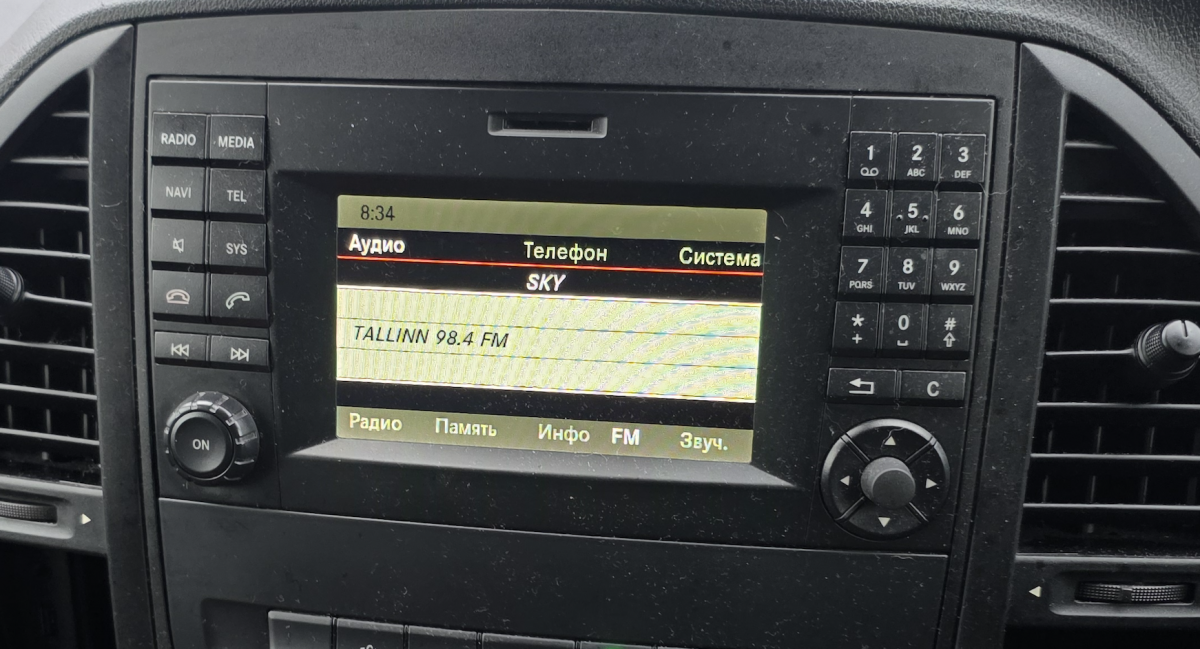 RADIO MEDIA
NAVI TEL
SYS
ON
8:34
Аудио Телефон Система
SKY
TALLINN 98.4 FM
Радио Память Инфо FM Звуч.
1 2 3
ABC DEF
4 5 6
GHI JKL MNO
7 8 9
PQRS TUV WXYZ
* 0 #
+
C